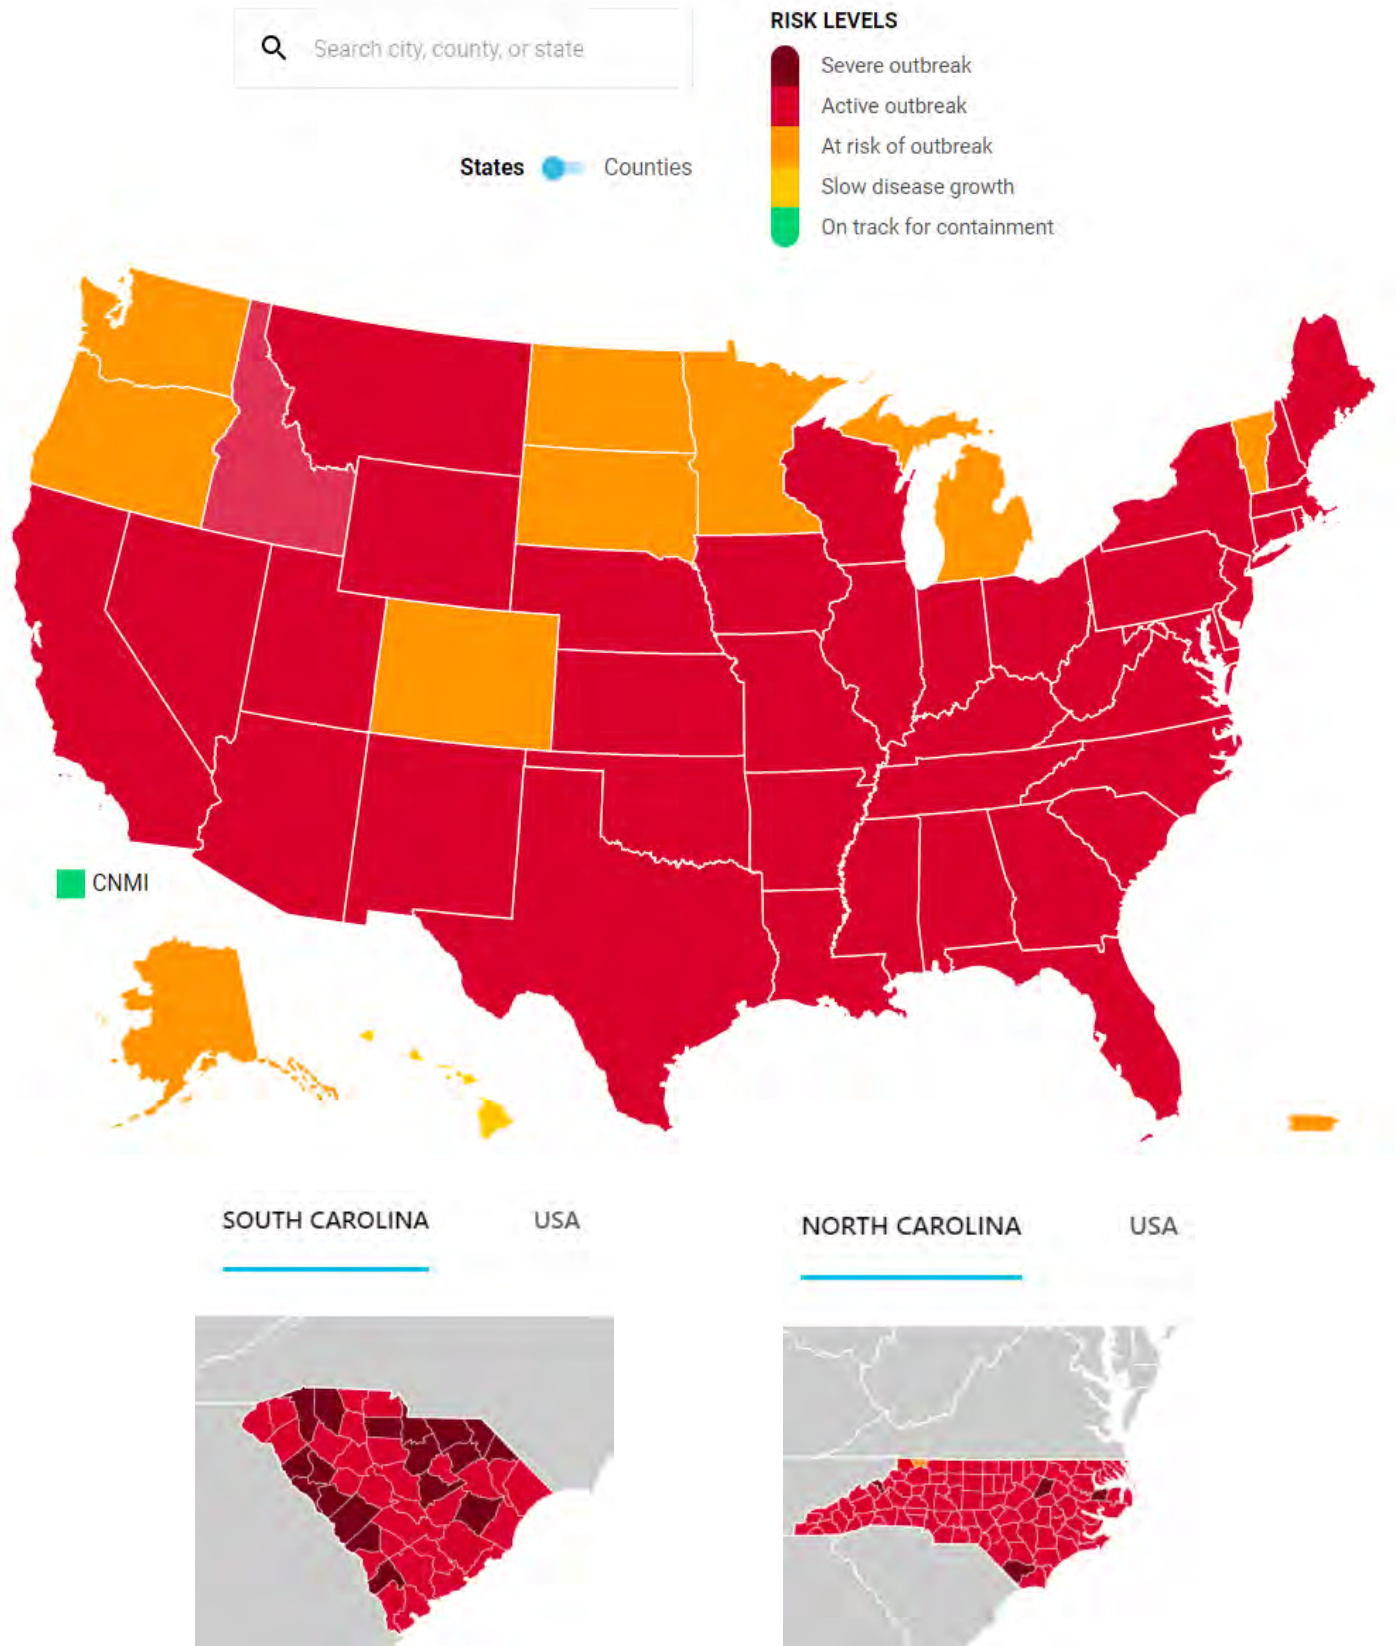 Search city, county, or state
RISK LEVELS
Severe outbreak
Active outbreak
At risk of outbreak
Slow disease growth
On track for containment
States Counties
CNMI
SOUTH CAROLINA USA
NORTH CAROLINA USA